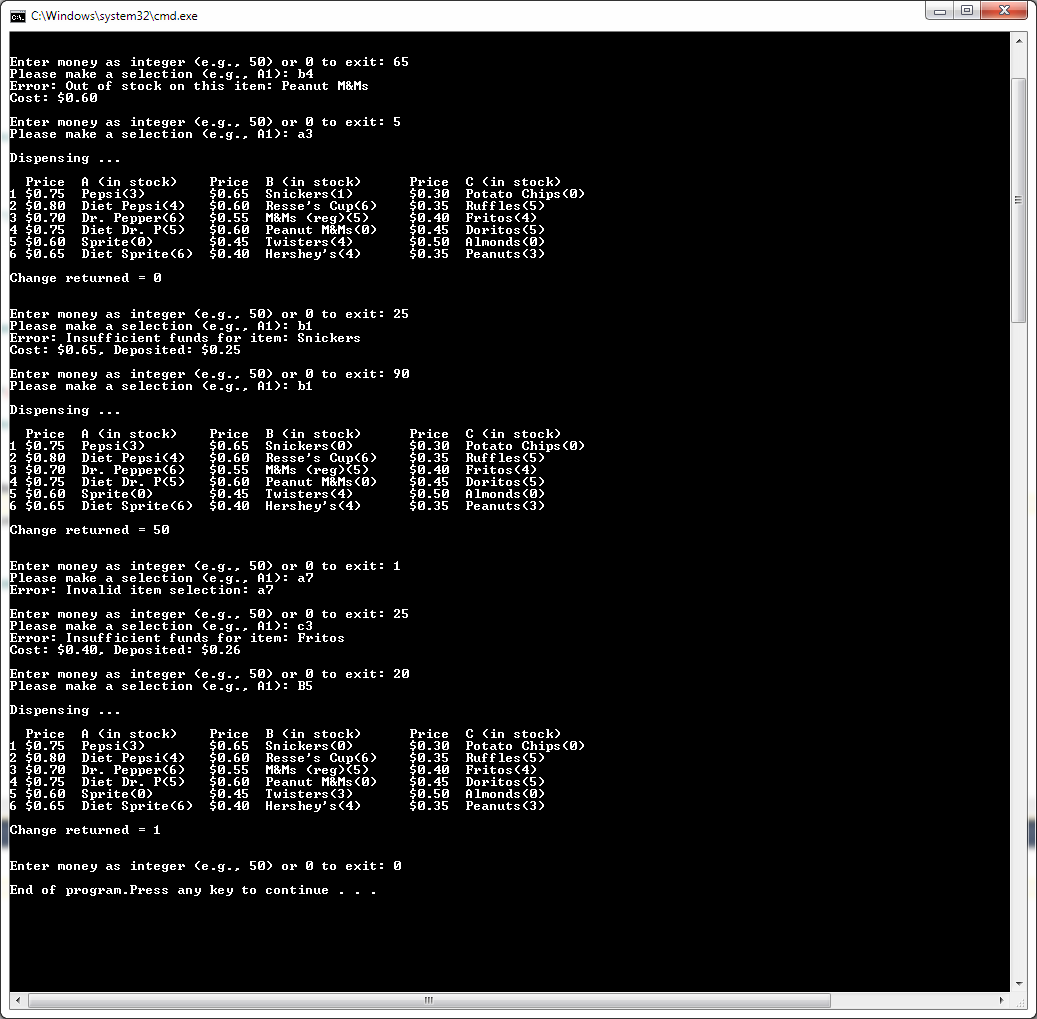 C:\Windows\system32\cmd.exe
Enter money as integer (e.g., 50) or 0 to exit: 65
Please make a selection (e.g., A1): b4
Error: Out of stock on this item: Peanut M&Ms
Cost: $0.60
Enter money as integer (e.g., 50) or 0 to exit: 5
Please make a selection (e.g., A1): a3
Dispensing ...
Price A (in stock) Price B (in stock) Price C (in stock)
1 $0.75 Pepsi(3) $0.65 Snickers(1) $0.30 Potato Chips(0)
2 $0.80 Diet Pepsi(4) $0.60 Resse's Cup(6) $0.35 Ruffles(5)
3 $0.70 Dr. Pepper(6) $0.55 M&Ms (reg)(5) $0.40 Fritos(4)
4 $0.75 Diet Dr. P(5) $0.60 Peanut M&Ms(0) $0.45 Doritos(5)
5 $0.60 Sprite(0) $0.45 Twisters(4) $0.50 Almonds(0)
6 $0.65 Diet Sprite(6) $0.40 Hershey's(4) $0.35 Peanuts(3)
Change returned = 0
Enter money as integer (e.g., 50) or 0 to exit: 25
Please make a selection (e.g., A1): b1
Error: Insufficient funds for item: Snickers
Cost: $0.65, Deposited: $0.25
Enter money as integer (e.g., 50) or 0 to exit: 90
Please make a selection (e.g., A1): b1
Dispensing ...
Price A (in stock) Price B (in stock) Price C (in stock)
1 $0.75 Pepsi(3) $0.65 Snickers(0) $0.30 Potato Chips(0)
2 $0.80 Diet Pepsi(4) $0.60 Resse's Cup(6) $0.35 Ruffles(5)
3 $0.70 Dr. Pepper(6) $0.55 M&Ms (reg)(5) $0.40 Fritos(4)
4 $0.75 Diet Dr. P(5) $0.60 Peanut M&Ms(0) $0.45 Doritos(5)
5 $0.60 Sprite(0) $0.45 Twisters(4) $0.50 Almonds(0)
6 $0.65 Diet Sprite(6) $0.40 Hershey's(4) $0.35 Peanuts(3)
Change returned = 50
Enter money as integer (e.g., 50) or 0 to exit: 1
Please make a selection (e.g., A1): a7
Error: Invalid item selection: a7
Enter money as integer (e.g., 50) or 0 to exit: 25
Please make a selection (e.g., A1): c3
Error: Insufficient funds for item: Fritos
Cost: $0.40, Deposited: $0.26
Enter money as integer (e.g., 50) or 0 to exit: 20
Please make a selection (e.g., A1): B5
Dispensing ...
Price A (in stock) Price B (in stock) Price C (in stock)
1 $0.75 Pepsi(3) $0.65 Snickers(0) $0.30 Potato Chips(0)
2 $0.80 Diet Pepsi(4) $0.60 Resse's Cup(6) $0.35 Ruffles(5)
3 $0.70 Dr. Pepper(6) $0.55 M&Ms (reg)(5) $0.40 Fritos(4)
4 $0.75 Diet Dr. P(5) $0.60 Peanut M&Ms(0) $0.45 Doritos(5)
5 $0.60 Sprite(0) $0.45 Twisters(3) $0.50 Almonds(0)
6 $0.65 Diet Sprite(6) $0.40 Hershey's(4) $0.35 Peanuts(3)
Change returned = 1
Enter money as integer (e.g., 50) or 0 to exit: 0
End of program.Press any key to continue . . .